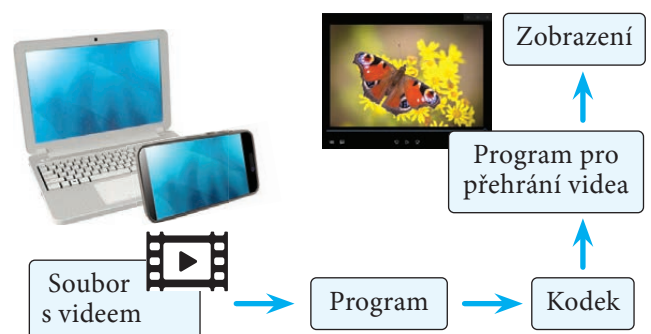 Zobrazení
Program pro
přehrání videa
Soubor
s videem
Program
Kodek